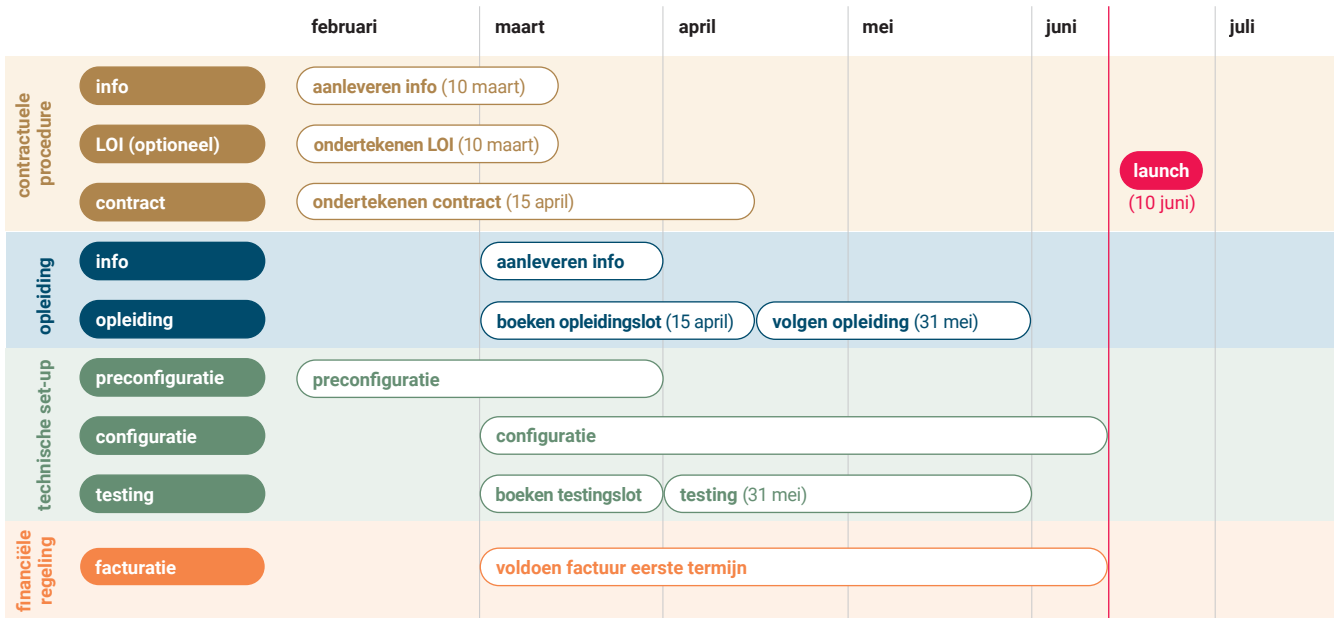 februari maart april mei juni juli
contractuele
procedure
info aanleveren info (10 maart)
LOI (optioneel) ondertekenen LOI (10 maart)
launch
(10 juni)
contract ondertekenen contract (15 april)
opleiding
info aanleveren info
opleiding boeken opleidingslot (15 april) volgen opleiding (31 mei)
technische set-up
preconfiguratie preconfiguratie
configuratie configuratie
testing boeken testingslot testing (31 mei)
financiële
regeling
facturatie voldoen factuur eerste termijn